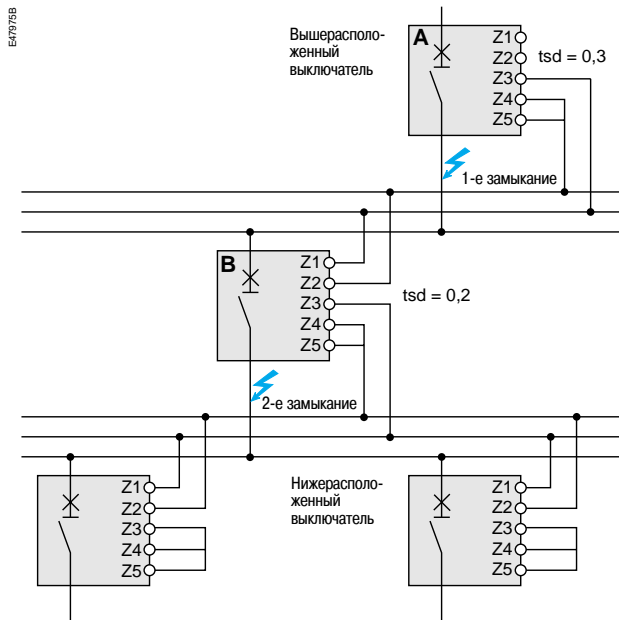 E47975B
Вышерасполо-
женный
выключатель
A
Z1
Z2
Z3
Z4
Z5
tsd = 0,3
1-е замыкание
B
Z1
Z2
Z3
Z4
Z5
tsd = 0,2
2-е замыкание
Нижерасполо-
женный
выключатель
Z1
Z2
Z3
Z4
Z5
Z1
Z2
Z3
Z4
Z5